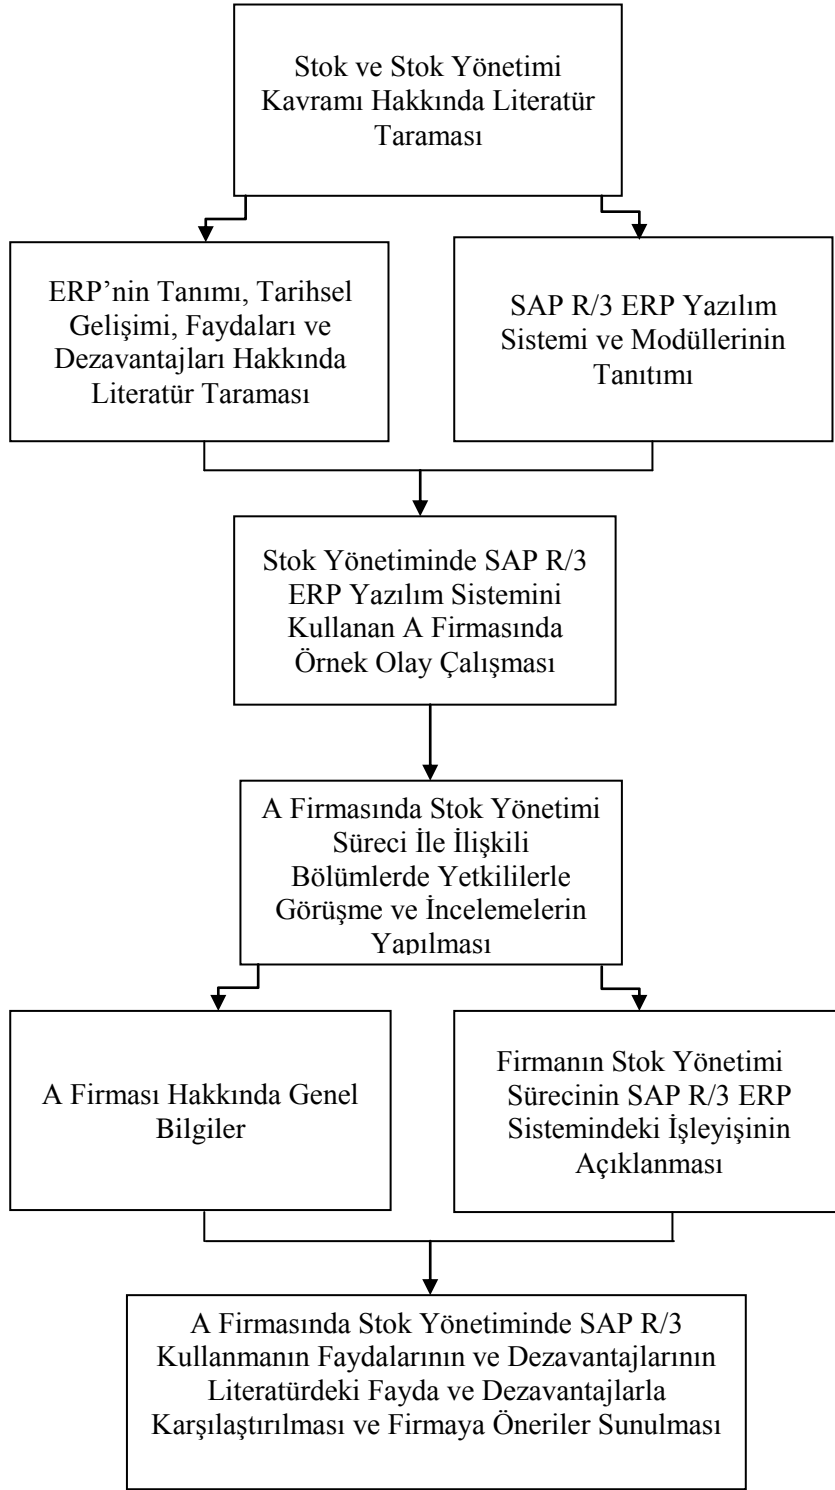 Stok ve Stok Yönetimi
Kavramı Hakkında Literatür
Taraması
ERP’nin Tanımı, Tarihsel
Gelişimi, Faydaları ve
Dezavantajları Hakkında
Literatür Taraması
SAP R/3 ERP Yazılım
Sistemi ve Modüllerinin
Tanıtımı
Stok Yönetiminde SAP R/3
ERP Yazılım Sistemini
Kullanan A Firmasında
Örnek Olay Çalışması
A Firmasında Stok Yönetimi
Süreci İle İlişkili
Bölümlerde Yetkililerle
Görüşme ve İncelemelerin
Yapılması
A Firması Hakkında Genel
Bilgiler
Firmanın Stok Yönetimi
Sürecinin SAP R/3 ERP
Sistemindeki İşleyişinin
Açıklanması
A Firmasında Stok Yönetiminde SAP R/3
Kullanmanın Faydalarının ve Dezavantajlarının
Literatürdeki Fayda ve Dezavantajlarla
Karşılaştırılması ve Firmaya Öneriler Sunulması